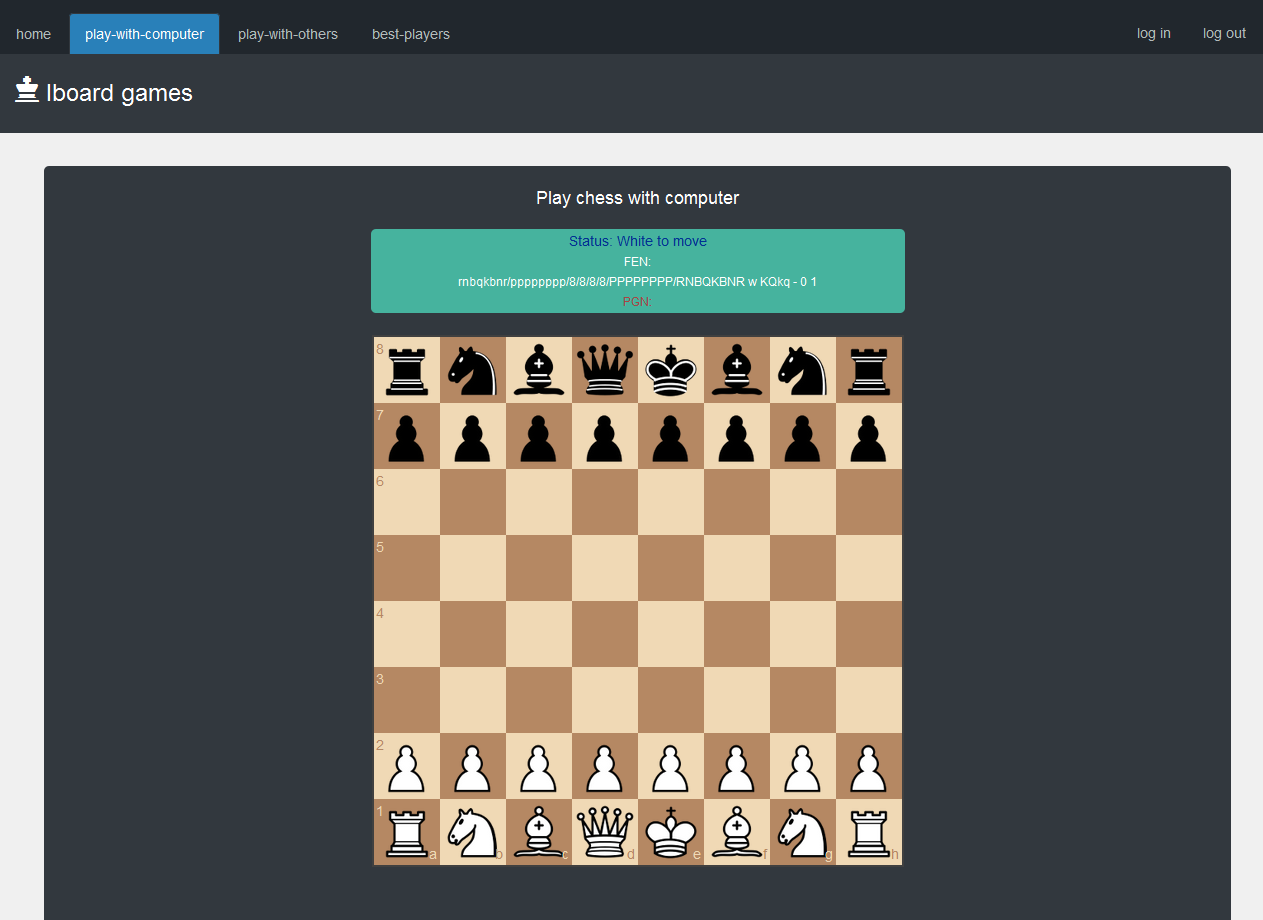 home play-with-computer play-with-others best-players log in log out
Iboard games
Play chess with computer
Status: White to move
FEN:
rnbqkbnr/pppppppp/8/8/8/8/PPPPPPPP/RNBQKBNR w KQkq - 0 1
PGN:
8
7
6
5
4
3
2
1
a b c d e f g h